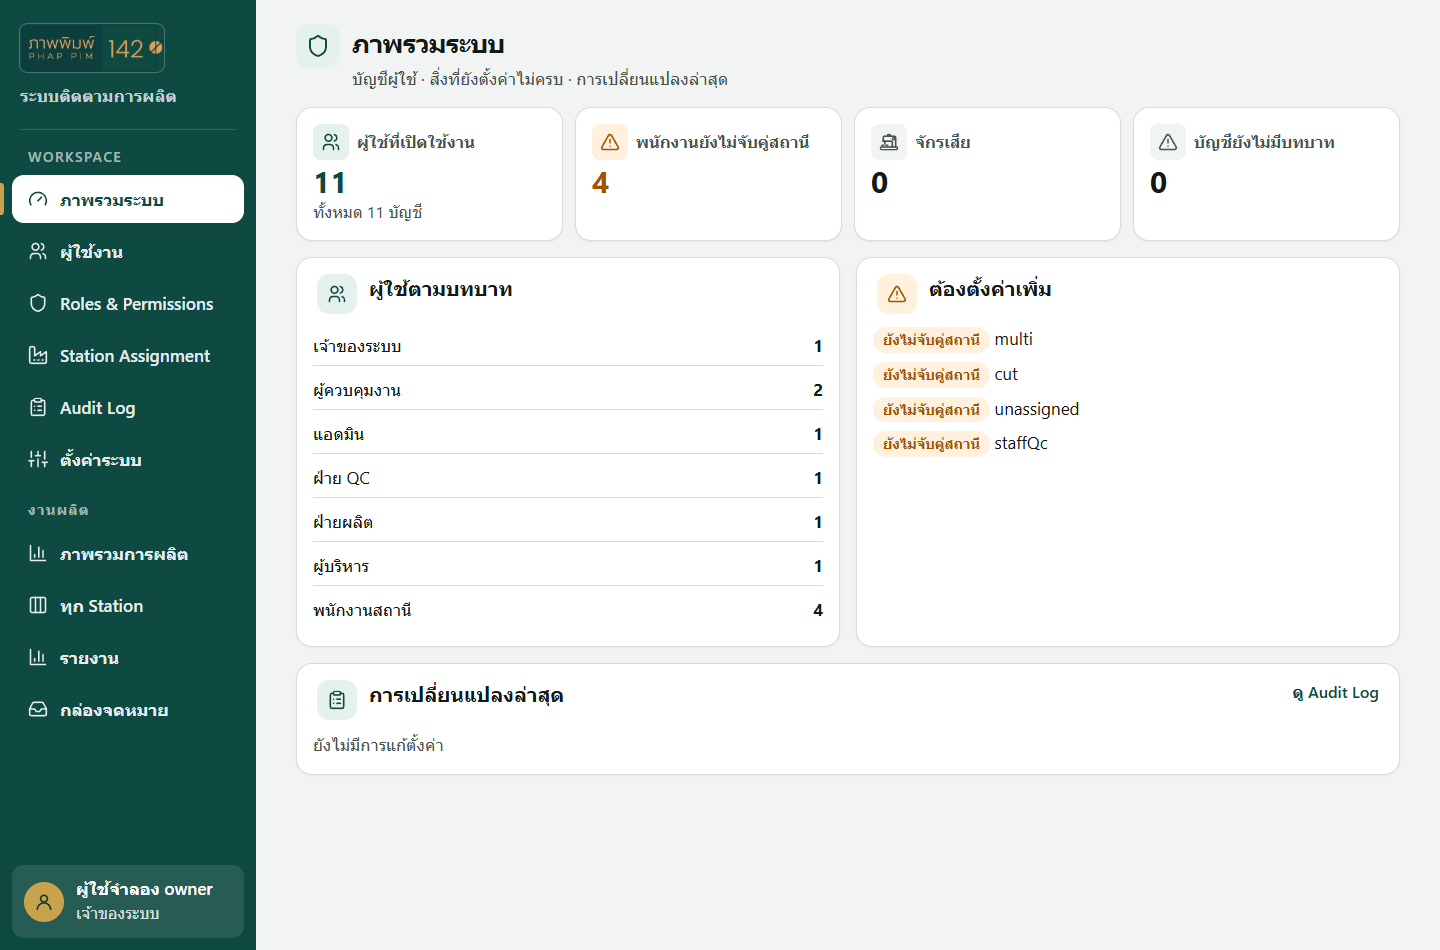 ภาพพิมพ์
PHAP PIM
142
ระบบติดตามการผลิต
WORKSPACE
ภาพรวมระบบ
ผู้ใช้งาน
Roles & Permissions
Station Assignment
Audit Log
ตั้งค่าระบบ
งานผลิต
ภาพรวมการผลิต
ทุก Station
รายงาน
กล่องจดหมาย
ผู้ใช้จำลอง owner
เจ้าของระบบ
ภาพรวมระบบ
บัญชีผู้ใช้ · สิ่งที่ยังตั้งค่าไม่ครบ · การเปลี่ยนแปลงล่าสุด
ผู้ใช้ที่เปิดใช้งาน
11
ทั้งหมด 11 บัญชี
พนักงานยังไม่จับคู่สถานี
4
จักรเสีย
0
บัญชียังไม่มีบทบาท
0
ผู้ใช้ตามบทบาท
เจ้าของระบบ 1
ผู้ควบคุมงาน 2
แอดมิน 1
ฝ่าย QC 1
ฝ่ายผลิต 1
ผู้บริหาร 1
พนักงานสถานี 4
ต้องตั้งค่าเพิ่ม
ยังไม่จับคู่สถานี multi
ยังไม่จับคู่สถานี cut
ยังไม่จับคู่สถานี unassigned
ยังไม่จับคู่สถานี staffQc
การเปลี่ยนแปลงล่าสุด
ดู Audit Log
ยังไม่มีการแก้ตั้งค่า